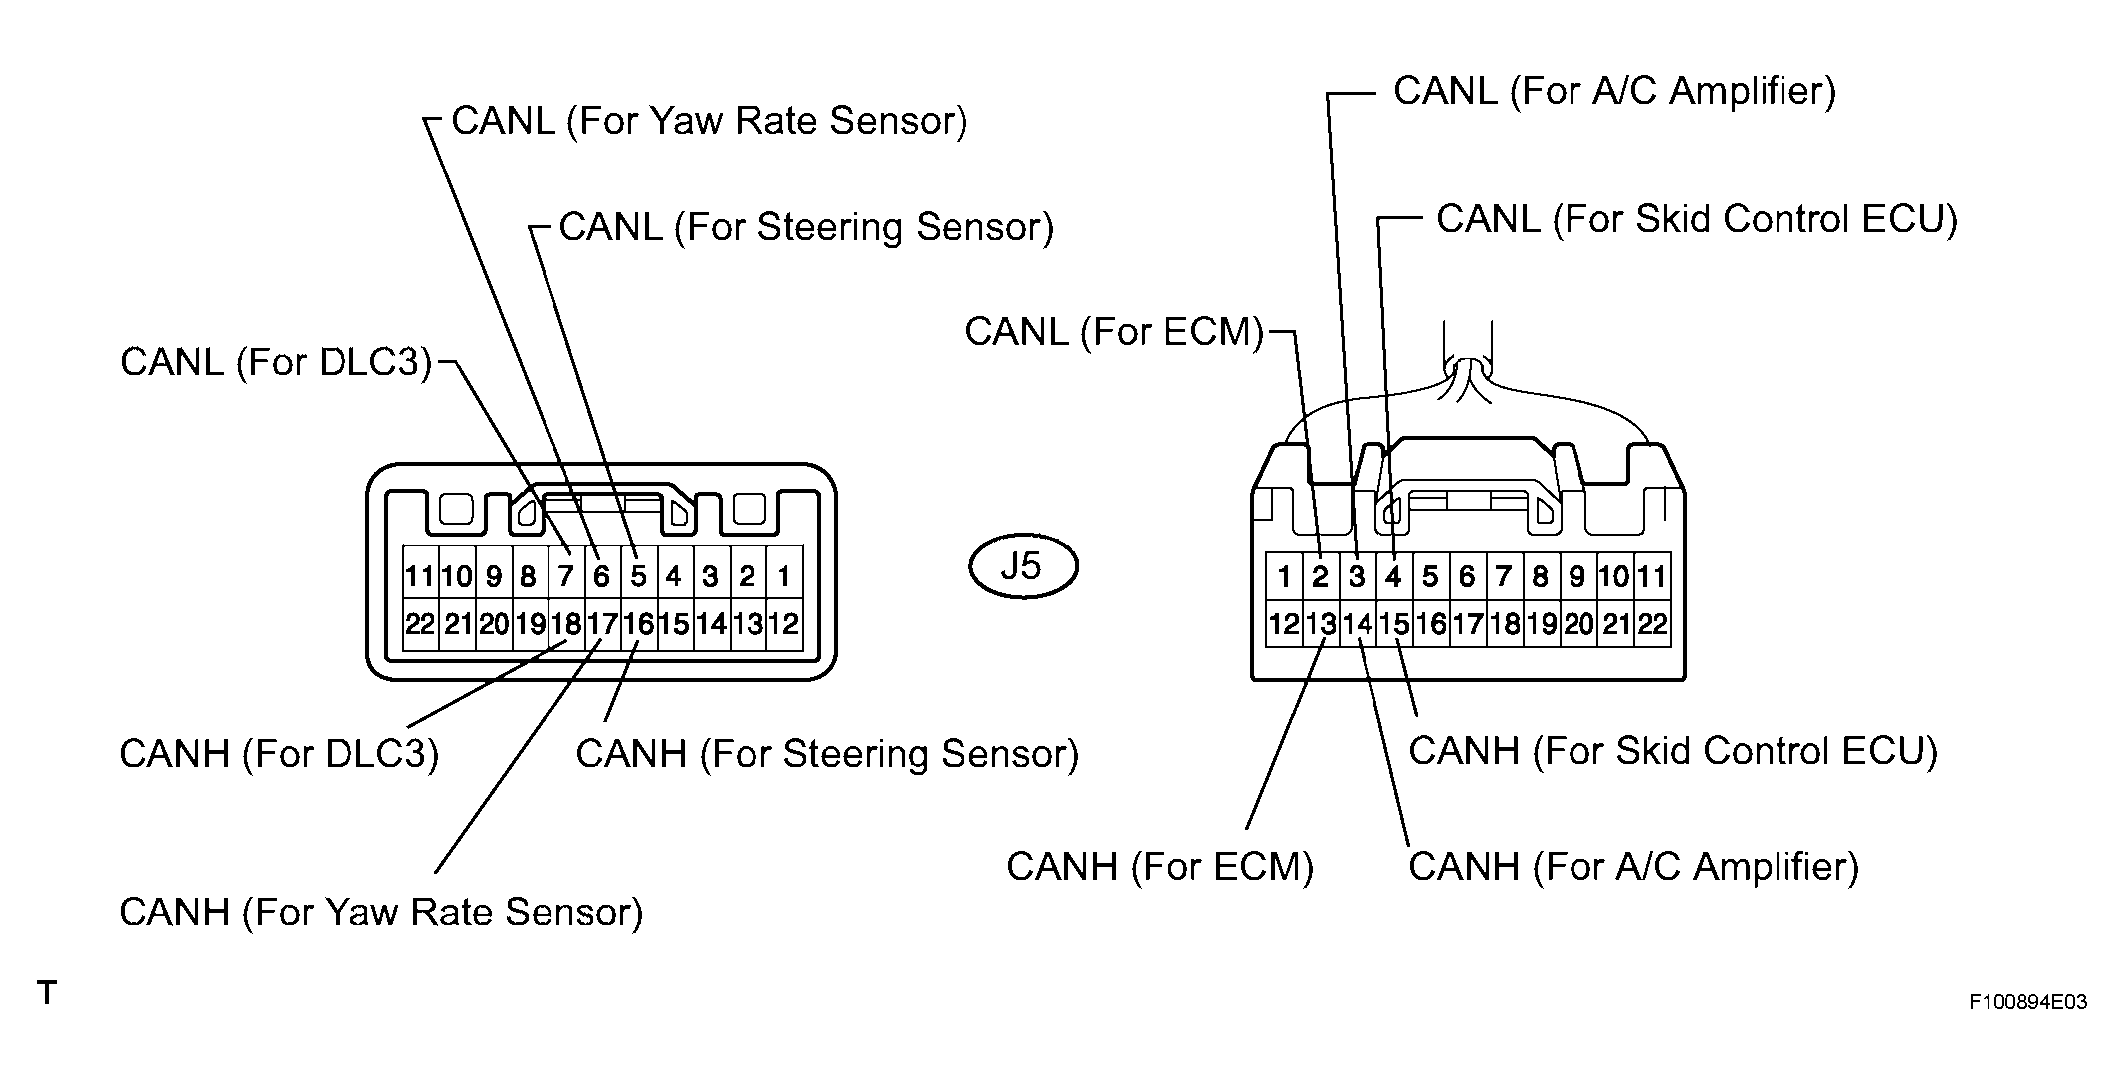 CANL (For A/C Amplifier)
CANL (For Yaw Rate Sensor)
CANL (For Skid Control ECU)
CANL (For Steering Sensor)
CANL (For ECM)
CANL (For DLC3)
J5
11 10 9 8 7 6 5 4 3 2 1
22 21 20 19 18 17 16 15 14 13 12
1 2 3 4 5 6 7 8 9 10 11
12 13 14 15 16 17 18 19 20 21 22
CANH (For DLC3)
CANH (For Steering Sensor)
CANH (For Skid Control ECU)
CANH (For ECM)
CANH (For A/C Amplifier)
CANH (For Yaw Rate Sensor)
T
F100894E03